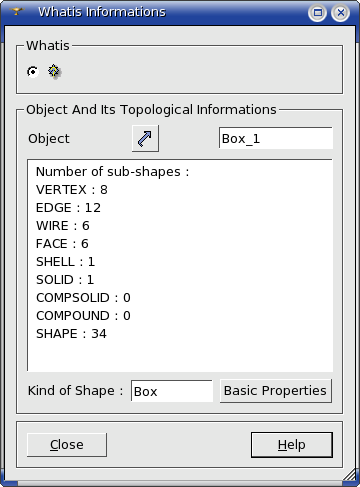 Whatis Informations
Whatis
Object And Its Topological Informations
Object Box_1
Number of sub-shapes :
VERTEX : 8
EDGE : 12
WIRE : 6
FACE : 6
SHELL : 1
SOLID : 1
COMPSOLID : 0
COMPOUND : 0
SHAPE : 34
Kind of Shape : Box Basic Properties
Close Help